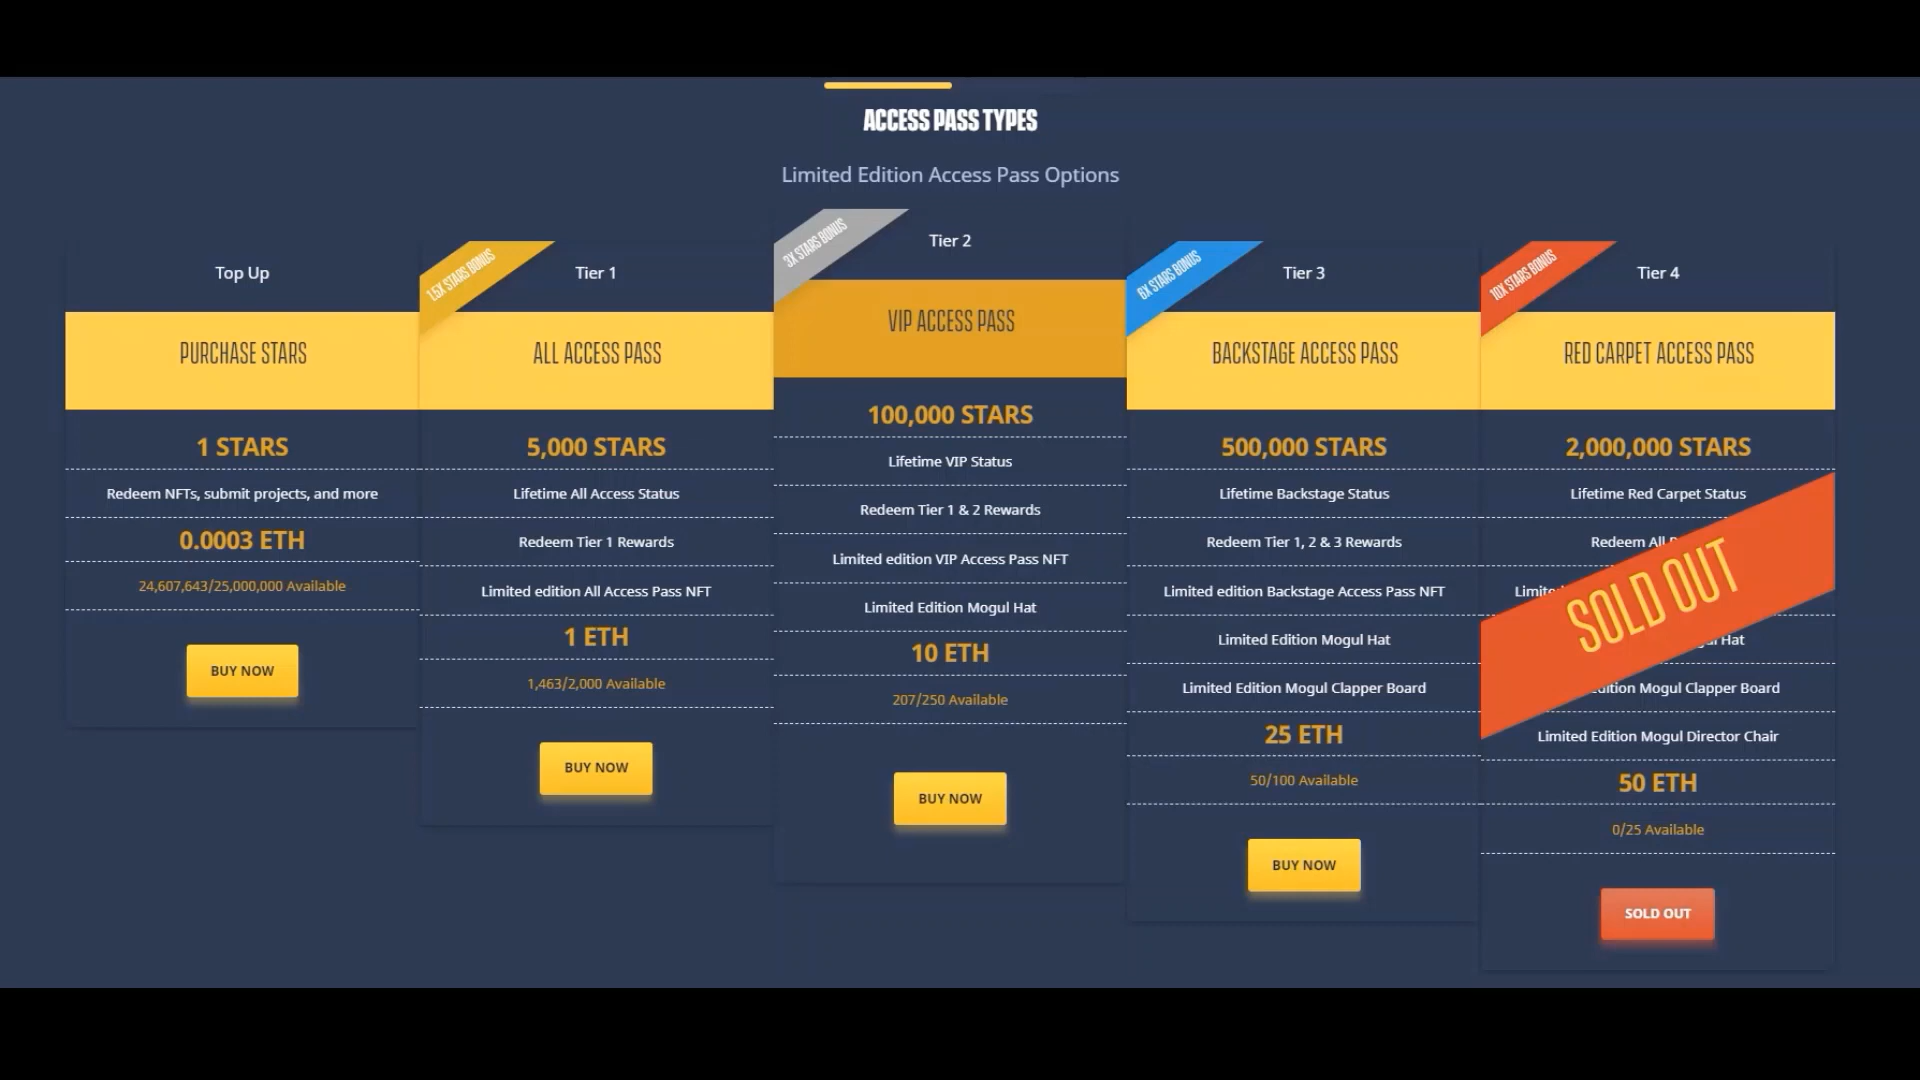 ACCESS PASS TYPES
Limited Edition Access Pass Options
Top Up
PURCHASE STARS
1 STARS
Redeem NFTs, submit projects, and more
0.0003 ETH
24,607,643/25,000,000 Available
BUY NOW
1.5X STARS BONUS
Tier 1
ALL ACCESS PASS
5,000 STARS
Lifetime All Access Status
Redeem Tier 1 Rewards
Limited edition All Access Pass NFT
1 ETH
1,463/2,000 Available
BUY NOW
3X STARS BONUS
Tier 2
VIP ACCESS PASS
100,000 STARS
Lifetime VIP Status
Redeem Tier 1 & 2 Rewards
Limited edition VIP Access Pass NFT
Limited Edition Mogul Hat
10 ETH
207/250 Available
BUY NOW
6X STARS BONUS
Tier 3
BACKSTAGE ACCESS PASS
500,000 STARS
Lifetime Backstage Status
Redeem Tier 1, 2 & 3 Rewards
Limited edition Backstage Access Pass NFT
Limited Edition Mogul Hat
Limited Edition Mogul Clapper Board
25 ETH
50/100 Available
BUY NOW
10X STARS BONUS
Tier 4
RED CARPET ACCESS PASS
2,000,000 STARS
Lifetime Red Carpet Status
Redeem All
SOLD OUT
Hat
Mogul Clapper Board
Limited Edition Mogul Director Chair
50 ETH
0/25 Available
SOLD OUT